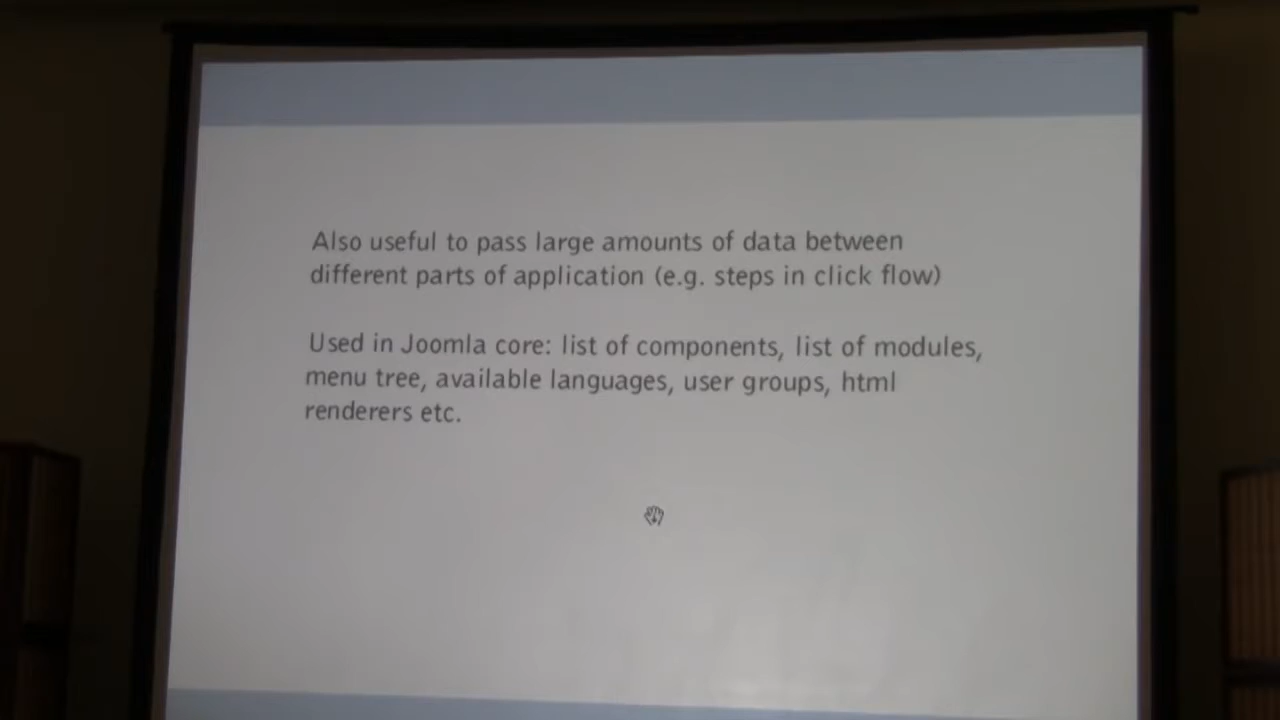 Also useful to pass large amounts of data between
different parts of application (e.g. steps in click flow)
Used in Joomla core: list of components, list of modules,
menu tree, available languages, user groups, html
renderers etc.